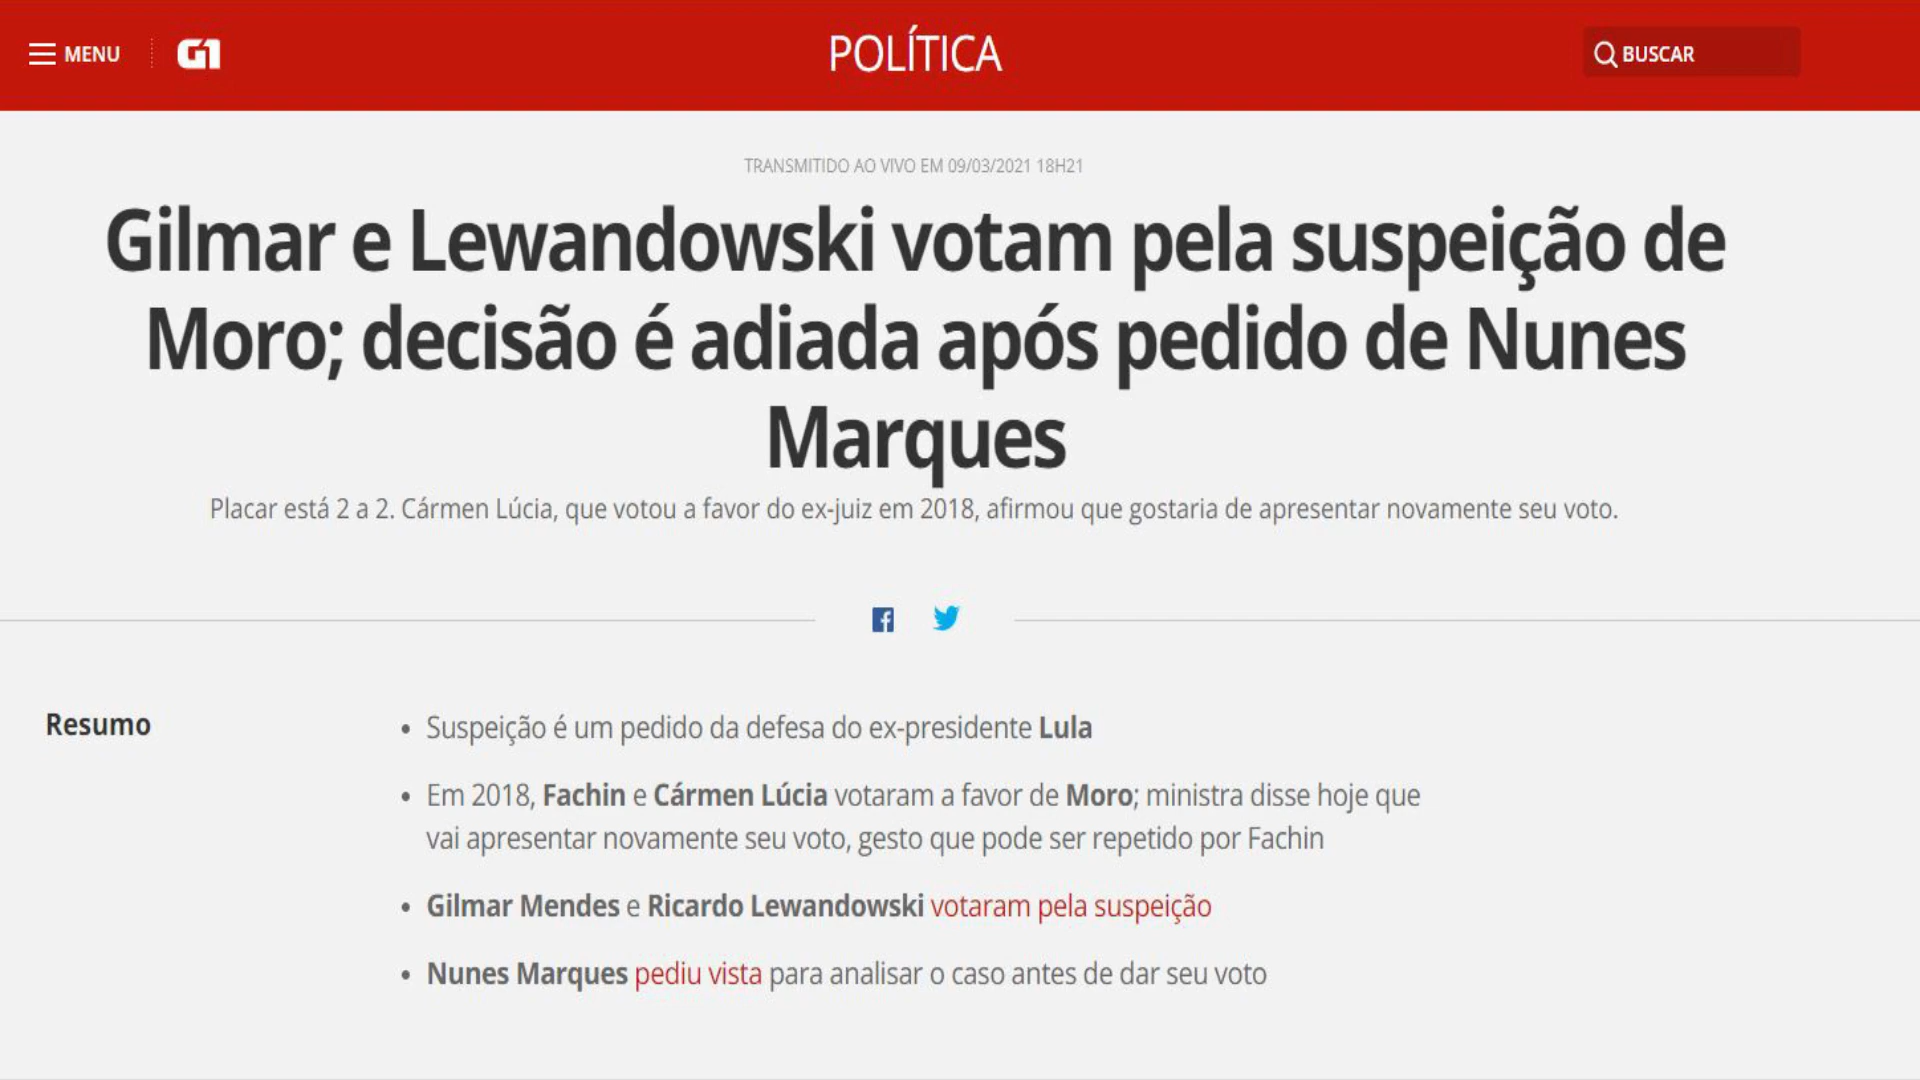 MENU
G1
POLÍTICA
BUSCAR
TRANSMITIDO AO VIVO EM 09/03/2021 18H21
Gilmar e Lewandowski votam pela suspeição de
Moro; decisão é adiada após pedido de Nunes
Marques
Placar está 2 a 2. Cármen Lúcia, que votou a favor do ex-juiz em 2018, afirmou que gostaria de apresentar novamente seu voto.
Resumo
• Suspeição é um pedido da defesa do ex-presidente Lula
• Em 2018, Fachin e Cármen Lúcia votaram a favor de Moro; ministra disse hoje que
vai apresentar novamente seu voto, gesto que pode ser repetido por Fachin
• Gilmar Mendes e Ricardo Lewandowski votaram pela suspeição
• Nunes Marques pediu vista para analisar o caso antes de dar seu voto